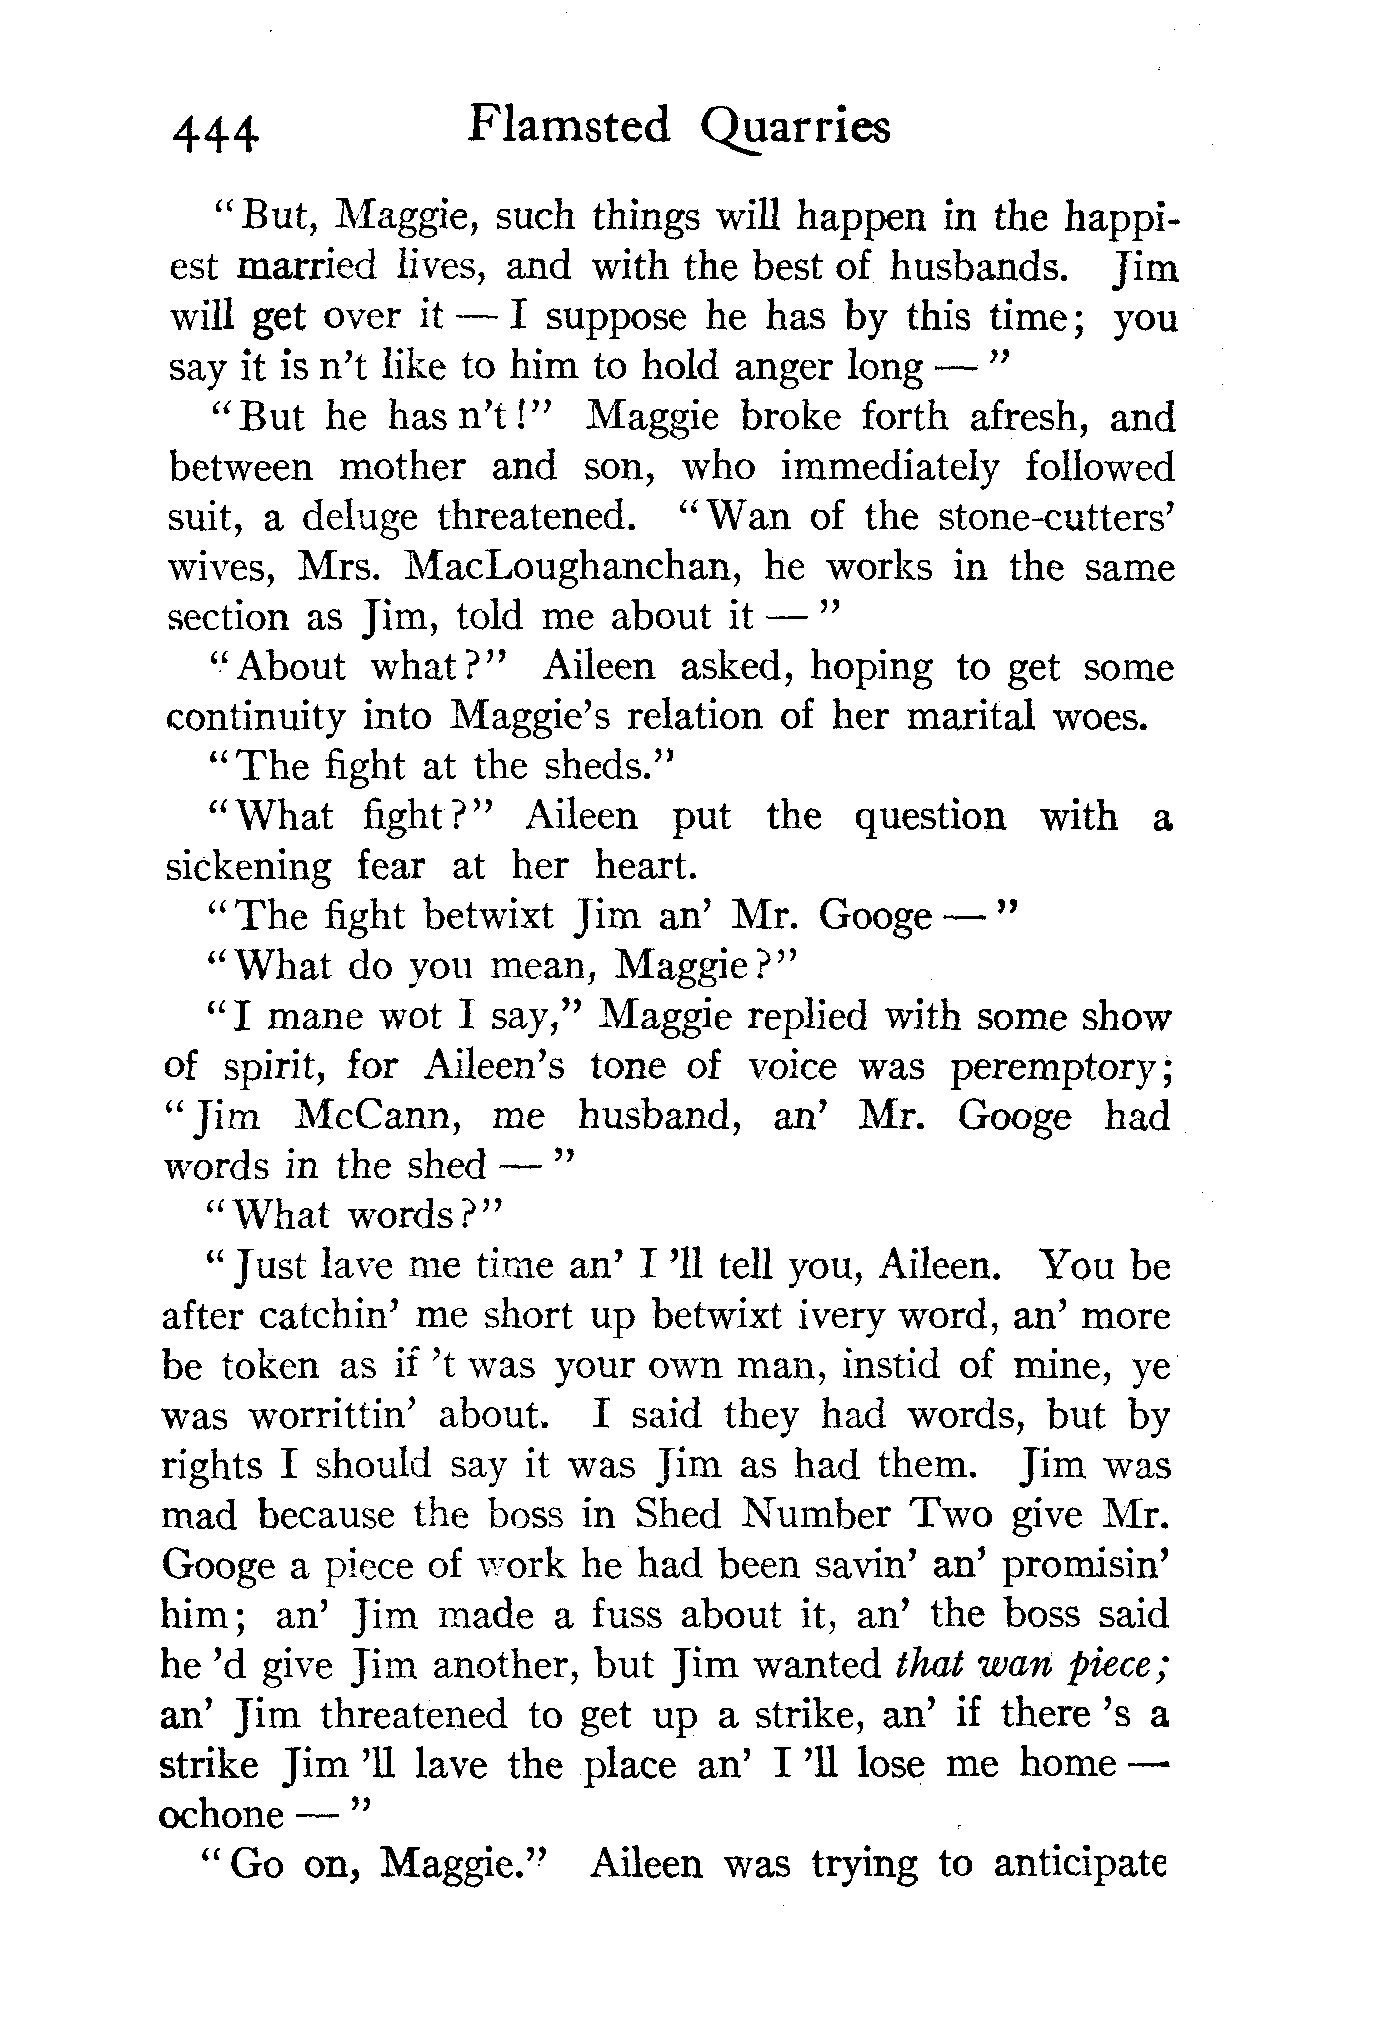 444 Flamsted Quarries
"But, Maggie, such things will happen in the happi-
est married lives, and with the best of husbands. Jim
will get over it — I suppose he has by this time; you
say it is n't like to him to hold anger long — "
"But he has n't!" Maggie broke forth afresh, and
between mother and son, who immediately followed
suit, a deluge threatened. "Wan of the stone-cutters'
wives, Mrs. MacLoughanchan, he works in the same
section as Jim, told me about it — "
"About what?" Aileen asked, hoping to get some
continuity into Maggie's relation of her marital woes.
"The fight at the sheds."
"What fight?" Aileen put the question with a
sickening fear at her heart.
"The fight betwixt Jim an' Mr. Googe — "
"What do you mean, Maggie?"
"I mane wot I say," Maggie replied with some show
of spirit, for Aileen's tone of voice was peremptory;
"Jim McCann, me husband, an' Mr. Googe had
words in the shed — "
"What words?"
"Just lave me time an' I 'll tell you, Aileen. You be
after catchin' me short up betwixt ivery word, an' more
be token as if 't was your own man, instid of mine, ye
was worrittin' about. I said they had words, but by
rights I should say it was Jim as had them. Jim was
mad because the boss in Shed Number Two give Mr.
Googe a piece of work he had been savin' an' promisin'
him; an' Jim made a fuss about it, an' the boss said
he 'd give Jim another, but Jim wanted that wan piece;
an' Jim threatened to get up a strike, an' if there 's a
strike Jim 'll lave the place an' I 'll lose me home —
ochone — "
"Go on, Maggie." Aileen was trying to anticipate